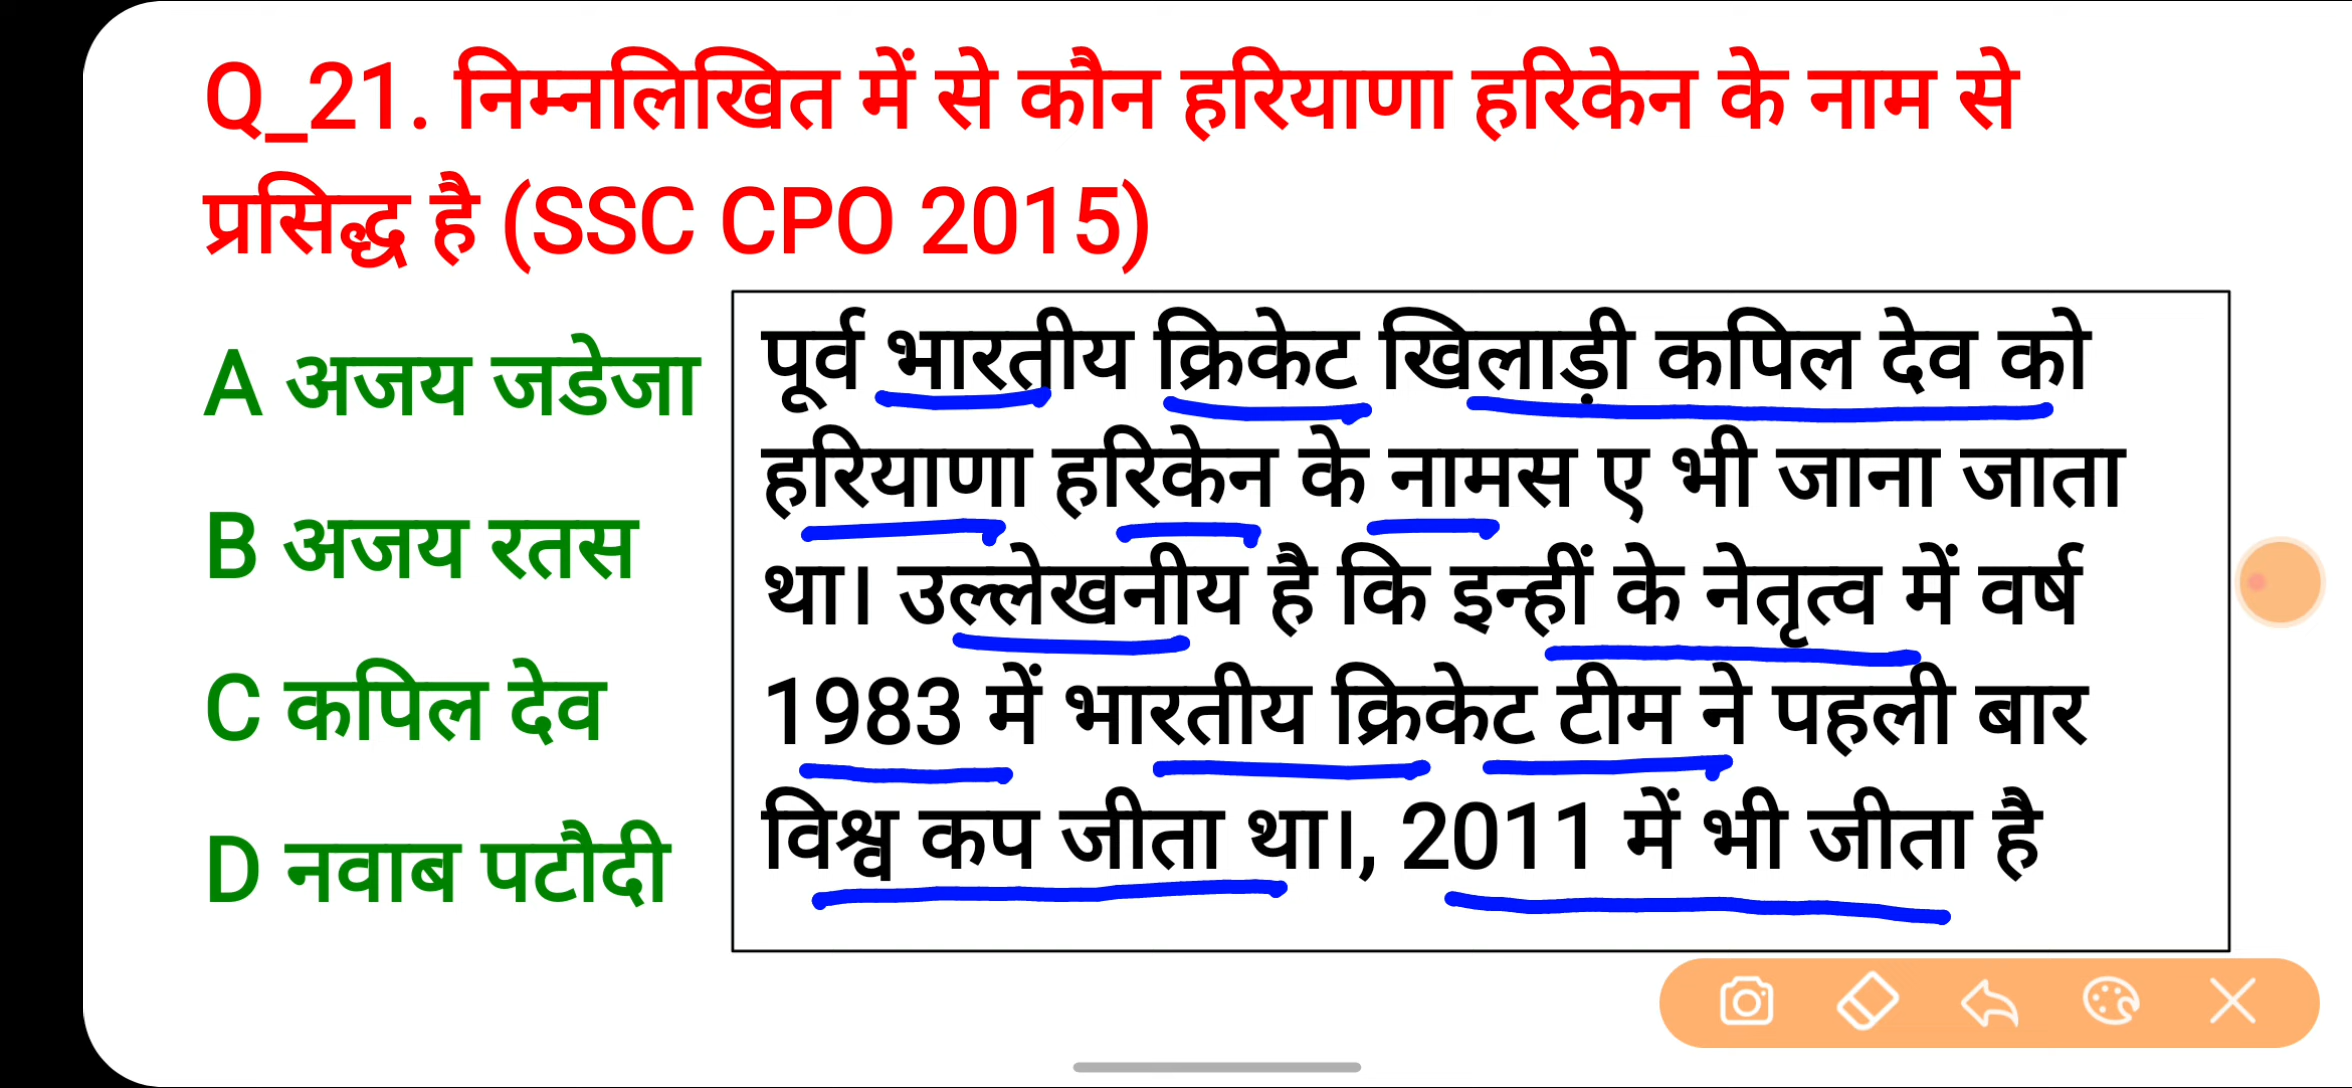 Q_21. निम्नलिखित में से कौन हरियाणा हरिकेन के नाम से
प्रसिद्ध है (SSC CPO 2015)
A अजय जडेजा
B अजय रतस
C कपिल देव
D नवाब पटौदी
पूर्व भारतीय क्रिकेट खिलाड़ी कपिल देव को
हरियाणा हरिकेन के नामस ए भी जाना जाता
था। उल्लेखनीय है कि इन्हीं के नेतृत्व में वर्ष
1983 में भारतीय क्रिकेट टीम ने पहली बार
विश्व कप जीता था।, 2011 में भी जीता है